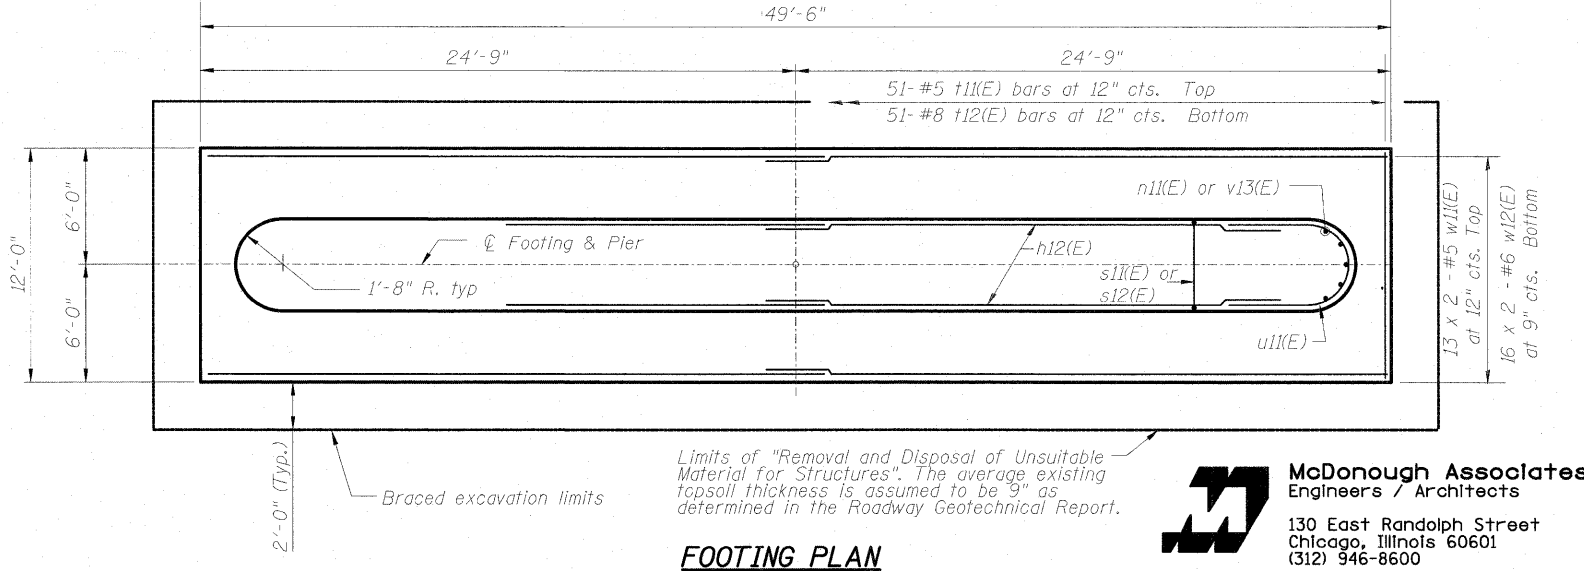 49'-6"
24'-9"
24'-9"
51- #5 t11(E) bars at 12" cts. Top
51- #8 t12(E) bars at 12" cts. Bottom
12'-0"
6'-0"
6'-0"
n11(E) or v13(E)
℄ Footing & Pier
h12(E)
1'-8" R. typ
s11(E) or
s12(E)
u11(E)
13 x 2 - #5 w11(E)
at 12" cts. Top
16 x 2 - #6 w12(E)
at 9" cts. Bottom
2'-0" (Typ.)
Braced excavation limits
Limits of "Removal and Disposal of Unsuitable
Material for Structures". The average existing
topsoil thickness is assumed to be 9" as
determined in the Roadway Geotechnical Report.
FOOTING PLAN
McDonough Associates
Engineers / Architects
130 East Randolph Street
Chicago, Illinois 60601
(312) 946-8600